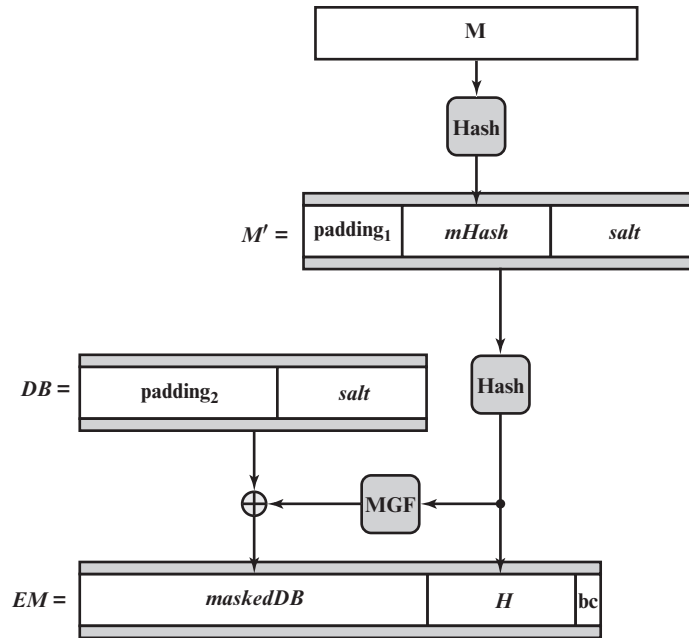 M
Hash
M′ = padding₁ mHash salt
DB = padding₂ salt
Hash
MGF
EM = maskedDB H bc